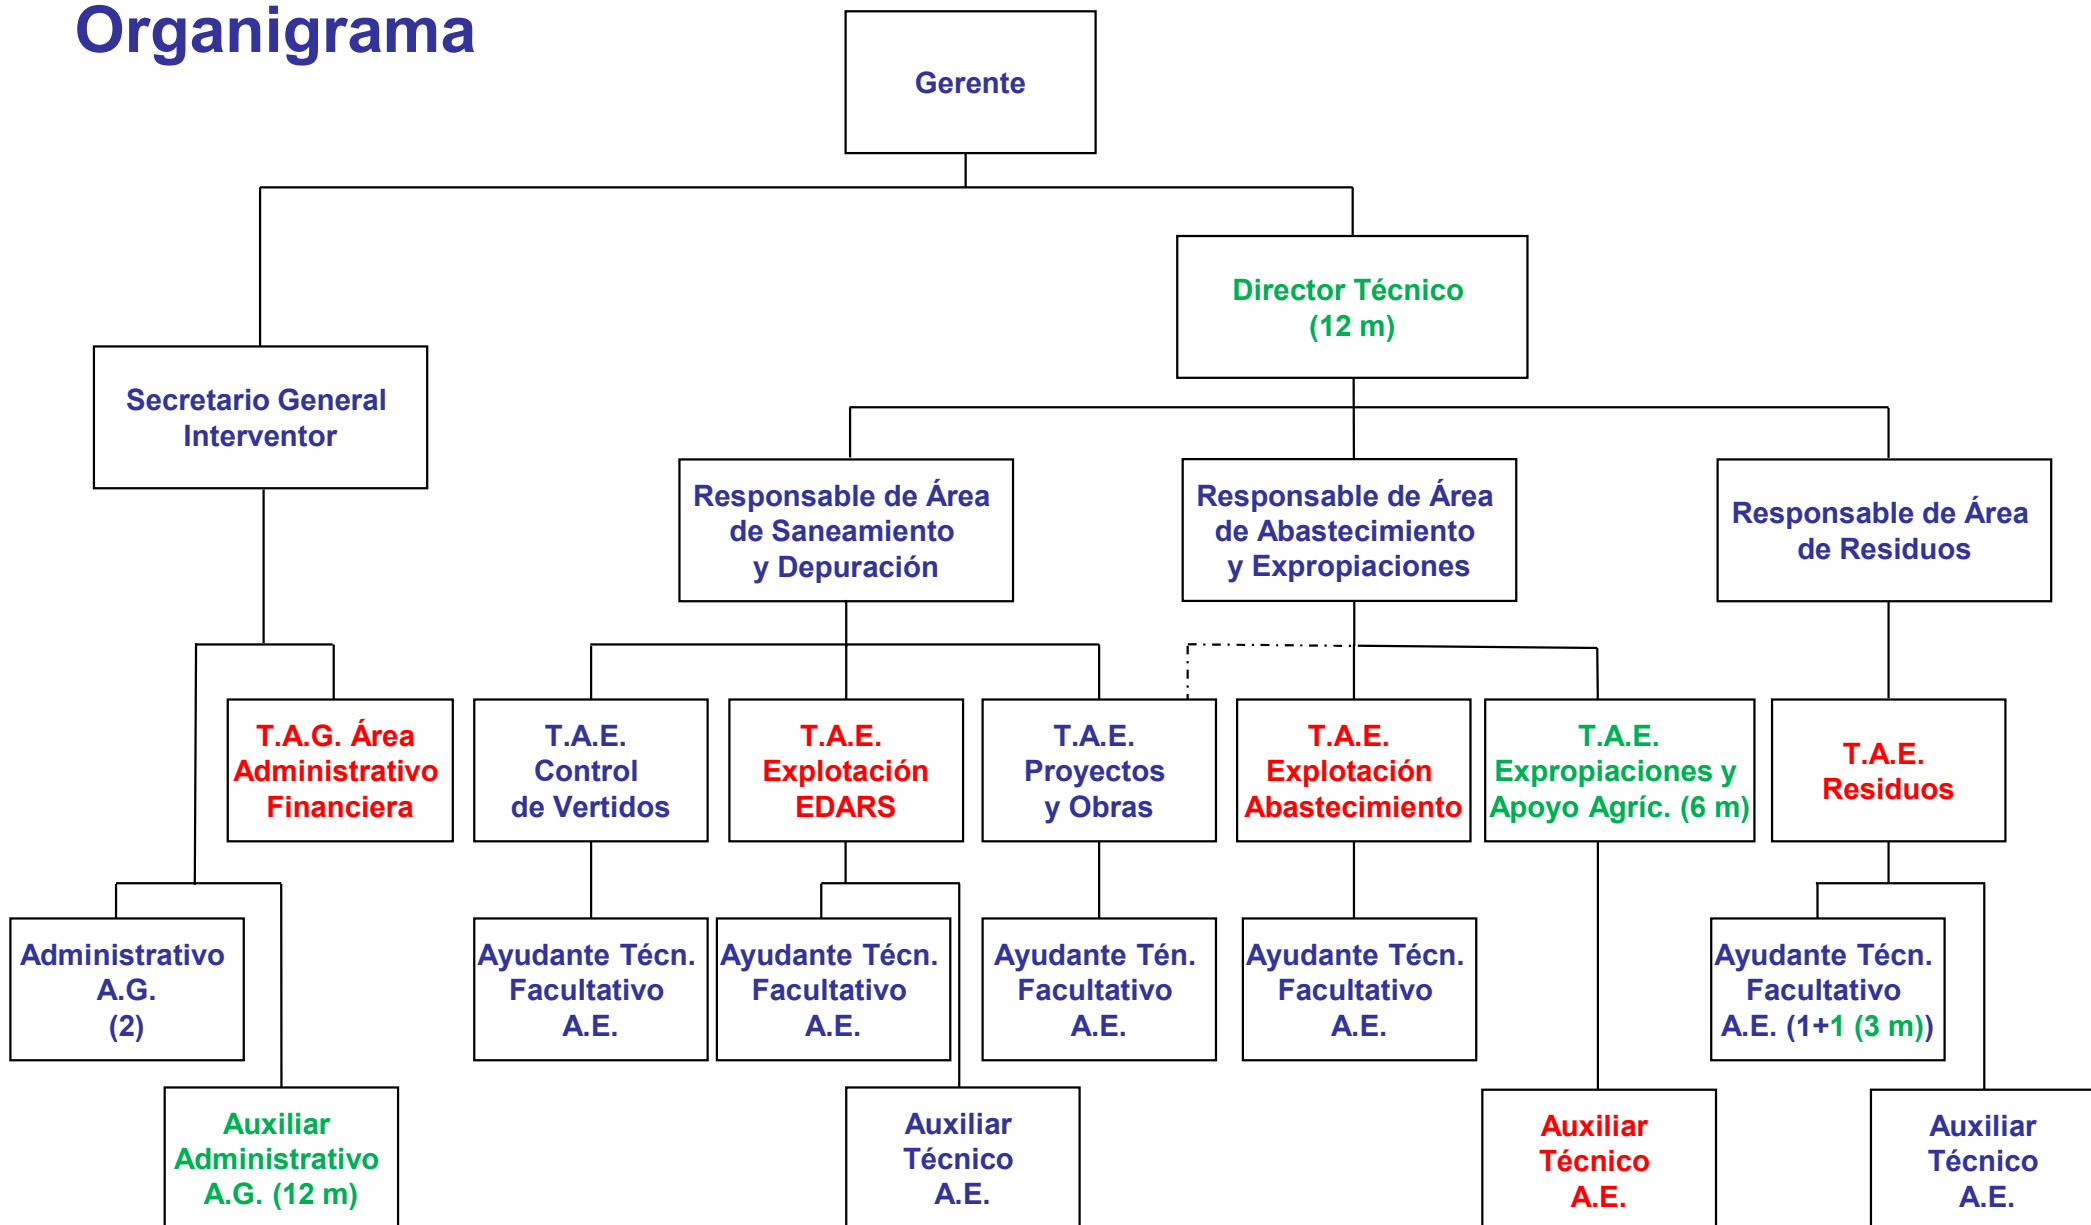 Organigrama
Gerente
Director Técnico
(12 m)
Secretario General
Interventor
Responsable de Área
de Saneamiento
y Depuración
Responsable de Área
de Abastecimiento
y Expropiaciones
Responsable de Área
de Residuos
T.A.G. Área
Administrativo
Financiera
T.A.E.
Control
de Vertidos
T.A.E.
Explotación
EDARS
T.A.E.
Proyectos
y Obras
T.A.E.
Explotación
Abastecimiento
T.A.E.
Expropiaciones y
Apoyo Agríc. (6 m)
T.A.E.
Residuos
Administrativo
A.G.
(2)
Ayudante Técn.
Facultativo
A.E.
Ayudante Técn.
Facultativo
A.E.
Ayudante Tén.
Facultativo
A.E.
Ayudante Técn.
Facultativo
A.E.
Ayudante Técn.
Facultativo
A.E. (1+1 (3 m))
Auxiliar
Administrativo
A.G. (12 m)
Auxiliar
Técnico
A.E.
Auxiliar
Técnico
A.E.
Auxiliar
Técnico
A.E.